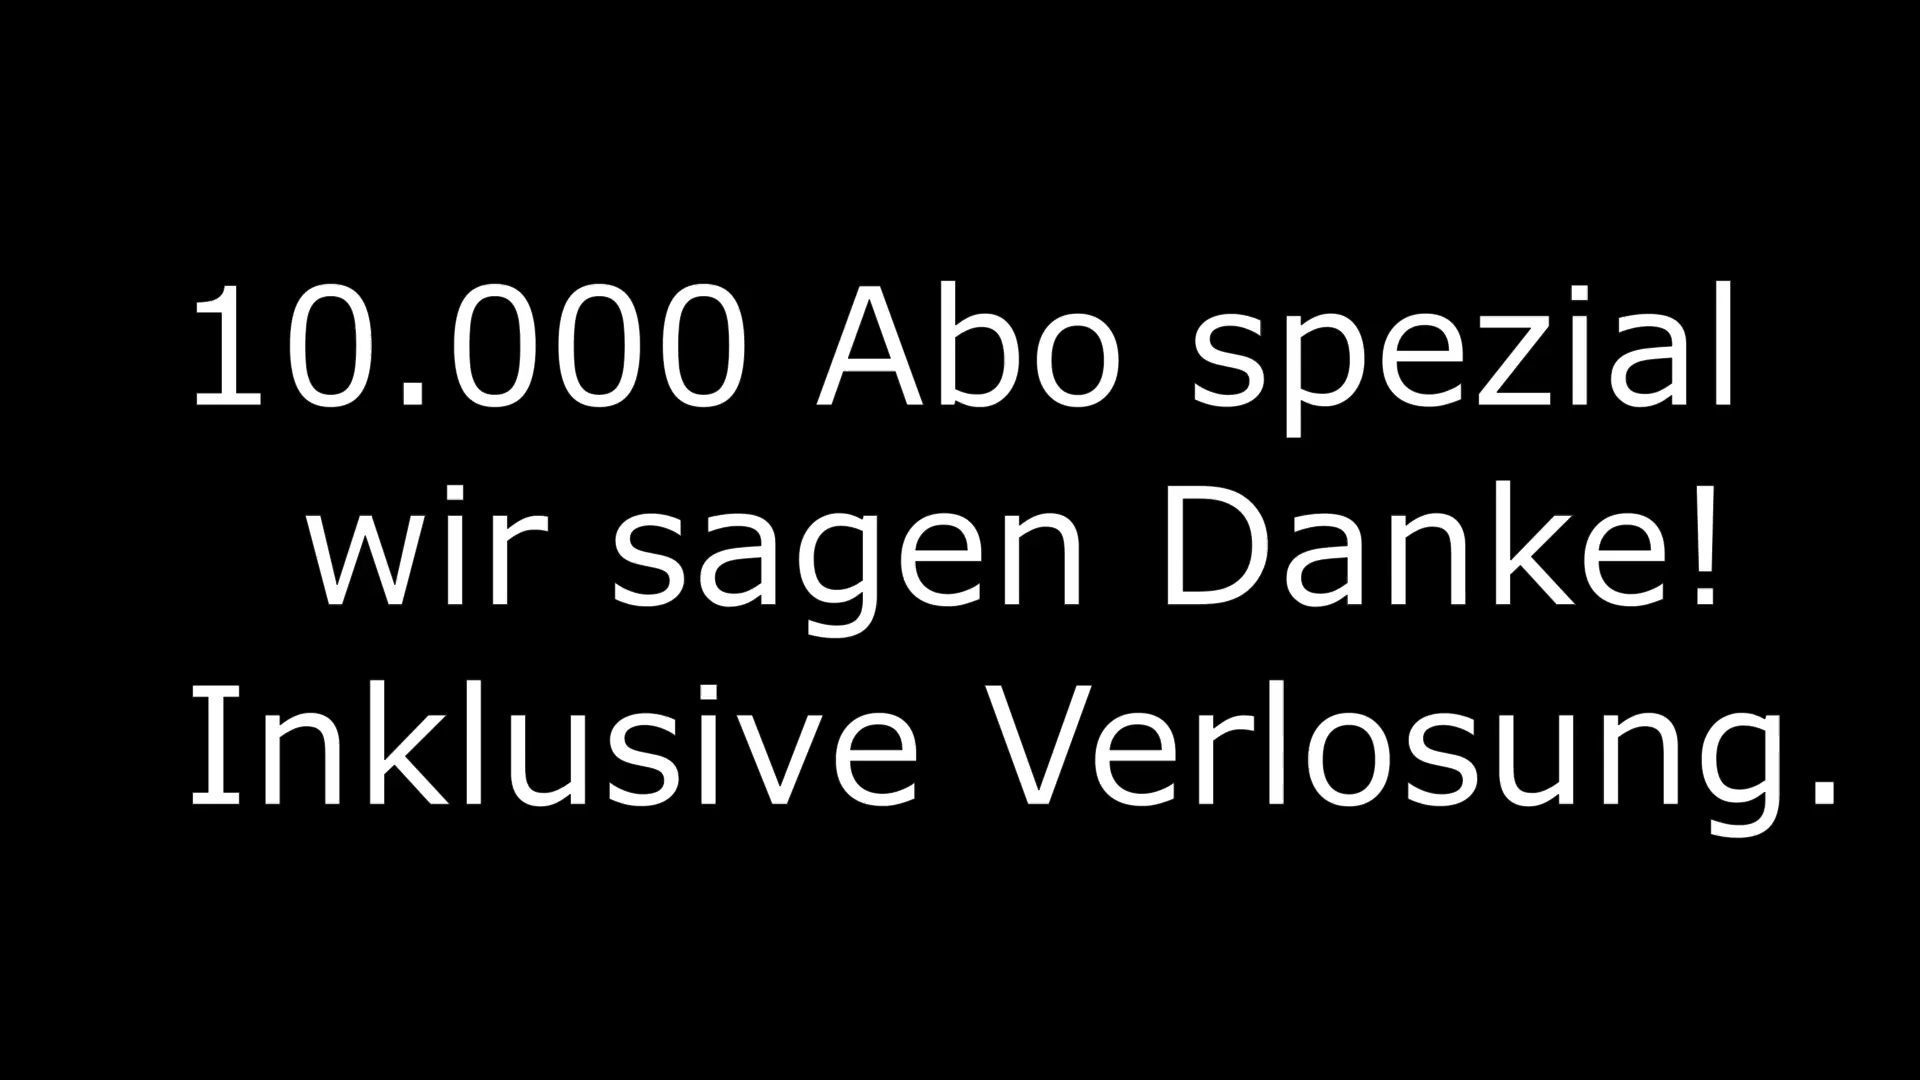 10.000 Abo spezial
wir sagen Danke!
Inklusive Verlosung.